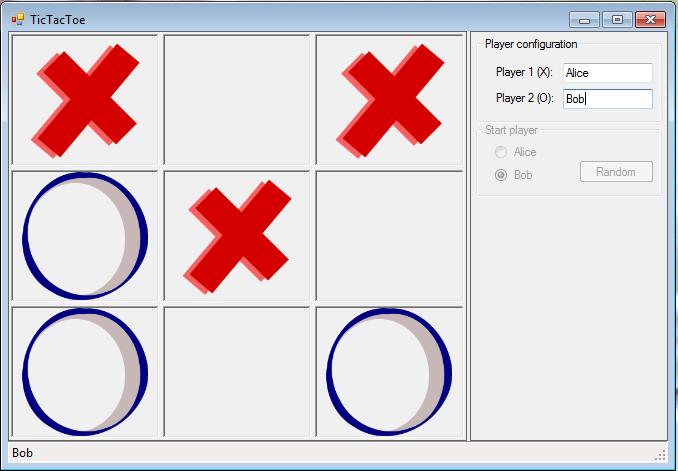 TicTacToe
Player configuration
Player 1 (X): Alice
Player 2 (O): Bob
Start player
Alice
Bob Random
Bob